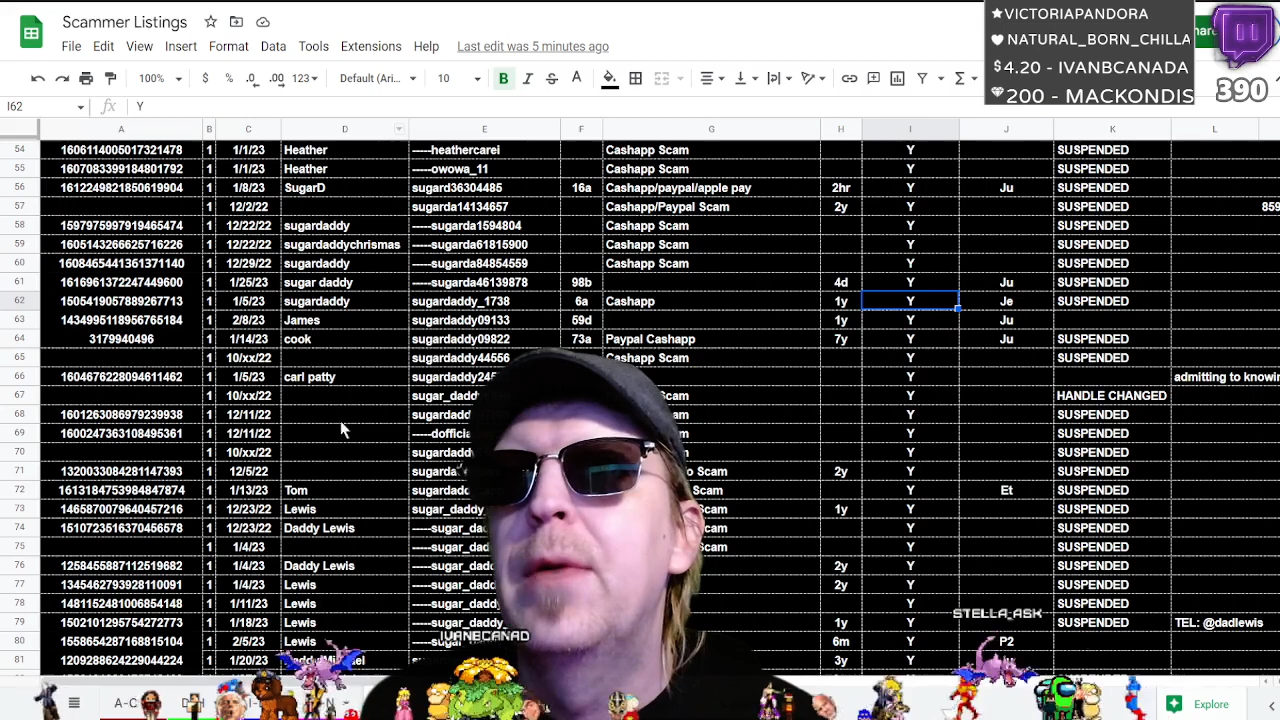 Scammer Listings
VICTORIAPANDORA
NATURAL_BORN_CHILLA
$4.20 - IVANBCANADA
200 - MACKONDIS
390
File Edit View Insert Format Data Tools Extensions Help Last edit was 5 minutes ago
100% $ % .0 .00 123 Default (Ari... 10 B I S A
I62 fx Y
A B C D E F G H I J K L
54 1606114005017321478 1 1/1/23 Heather -----heathercarei Cashapp Scam Y SUSPENDED
55 1607083399184801792 1 1/1/23 Heather -----owowa_11 Cashapp Scam Y SUSPENDED
56 1612249821850619904 1 1/8/23 SugarD sugard36304485 16a Cashapp/paypal/apple pay 2hr Y Ju SUSPENDED
57 1 12/2/22 sugarda14134657 Cashapp/Paypal Scam 2y Y SUSPENDED 859
58 1597975997919465474 1 12/22/22 sugardaddy -----sugarda1594804 Cashapp Scam Y SUSPENDED
59 1605143266625716226 1 12/22/22 sugardaddychrismas -----sugarda61815900 Cashapp Scam Y SUSPENDED
60 1608465441361371140 1 12/29/22 sugardaddy -----sugarda84854559 Cashapp Scam Y SUSPENDED
61 1616961372247449600 1 1/25/23 sugar daddy -----sugarda46139878 98b 4d Y Ju SUSPENDED
62 1505419057889267713 1 1/5/23 sugardaddy sugardaddy_1738 6a Cashapp 1y Y Je SUSPENDED
63 1434995118956765184 1 2/8/23 James sugardaddy09133 59d 1y Y Ju
64 3179940496 1 1/14/23 cook sugardaddy09822 73a Paypal Cashapp 7y Y Ju SUSPENDED
65 1 10/xx/22 sugardaddy44556 Cashapp Scam Y SUSPENDED
66 1604676228094611462 1 1/5/23 carl patty Y admitting to knowin
67 1 10/xx/22 Y HANDLE CHANGED
68 1601263086979239938 1 12/11/22 Y SUSPENDED
69 1600247363108495361 1 12/11/22 Y SUSPENDED
70 1 10/xx/22 Y SUSPENDED
71 1320033084281147393 1 12/5/22 Scam 2y Y SUSPENDED
72 1613184753984847874 1 1/13/23 Tom Scam Y Et SUSPENDED
73 1465870079640457216 1 12/23/22 Lewis Scam 1y Y SUSPENDED
74 1510723516370456578 1 12/23/22 Daddy Lewis Scam Y SUSPENDED
75 1 1/4/23 Scam Y SUSPENDED
76 1258455887112519682 1 1/4/23 Daddy Lewis 2y Y SUSPENDED
77 1345462793928110091 1 1/4/23 Lewis 2y Y SUSPENDED
78 1481152481006854148 1 1/11/23 Lewis Y SUSPENDED
79 1502101295754272773 1 1/18/23 Lewis 1y Y SUSPENDED TEL: @dadlewis
80 1558654287168815104 1 2/5/23 Lewis 6m Y P2 SUSPENDED
81 1209288624229044224 1 1/20/23 3y Y SUSPENDED
STELLA_ASK
IVANBCANAD
A-C
Explore